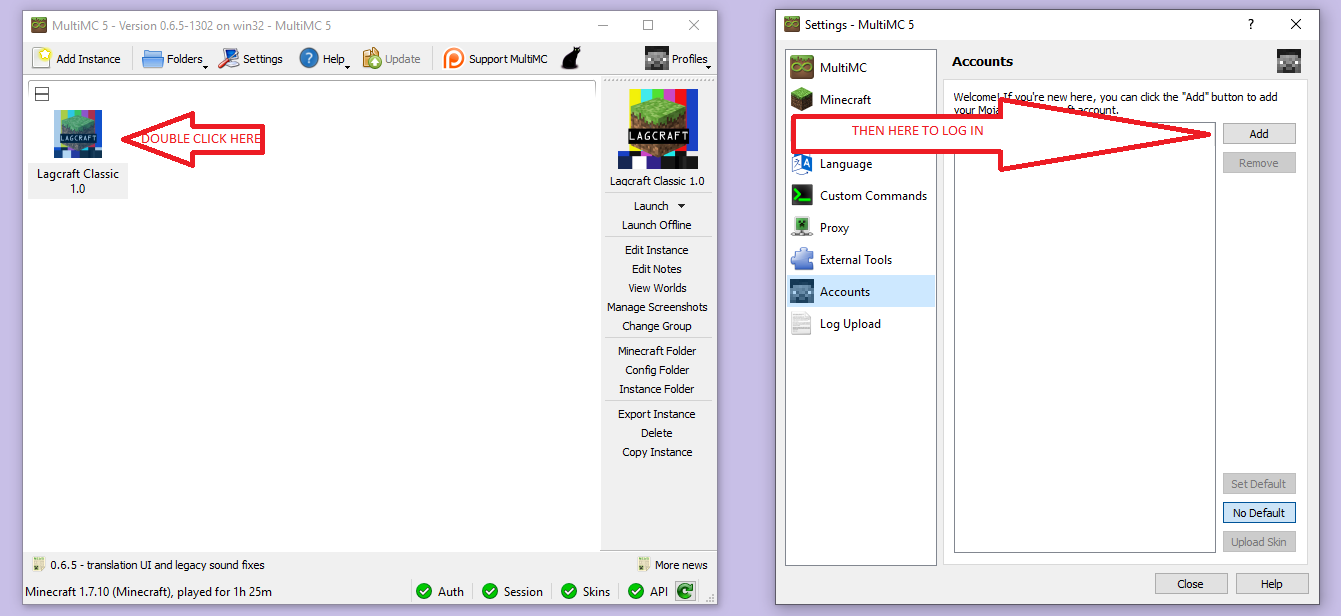 MultiMC 5 - Version 0.6.5-1302 on win32 - MultiMC 5
Add Instance
Folders
Settings
Help
Update
Support MultiMC
Profiles
LAGCRAFT
Lagcraft Classic
1.0
DOUBLE CLICK HERE
LAGCRAFT
Lagcraft Classic 1.0
Launch
Launch Offline
Edit Instance
Edit Notes
View Worlds
Manage Screenshots
Change Group
Minecraft Folder
Config Folder
Instance Folder
Export Instance
Delete
Copy Instance
0.6.5 - translation UI and legacy sound fixes
More news
Minecraft 1.7.10 (Minecraft), played for 1h 25m
Auth
Session
Skins
API
Settings - MultiMC 5
?
MultiMC
Minecraft
Language
Custom Commands
Proxy
External Tools
Accounts
Log Upload
Accounts
Welcome! If you're new here, you can click the "Add" button to add
your account.
THEN HERE TO LOG IN
Add
Remove
Set Default
No Default
Upload Skin
Close
Help